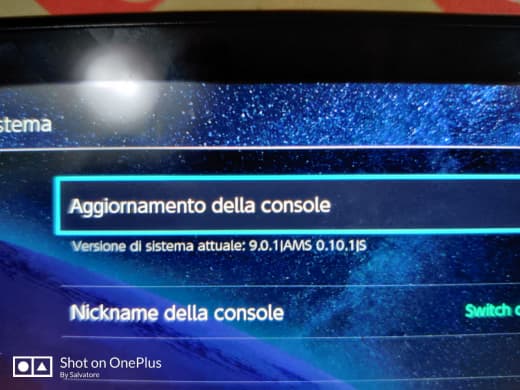 stema
Aggiornamento della console
Versione di sistema attuale: 9.0.1|AMS 0.10.1|S
Nickname della console
Switch
Shot on OnePlus
By Salvatore